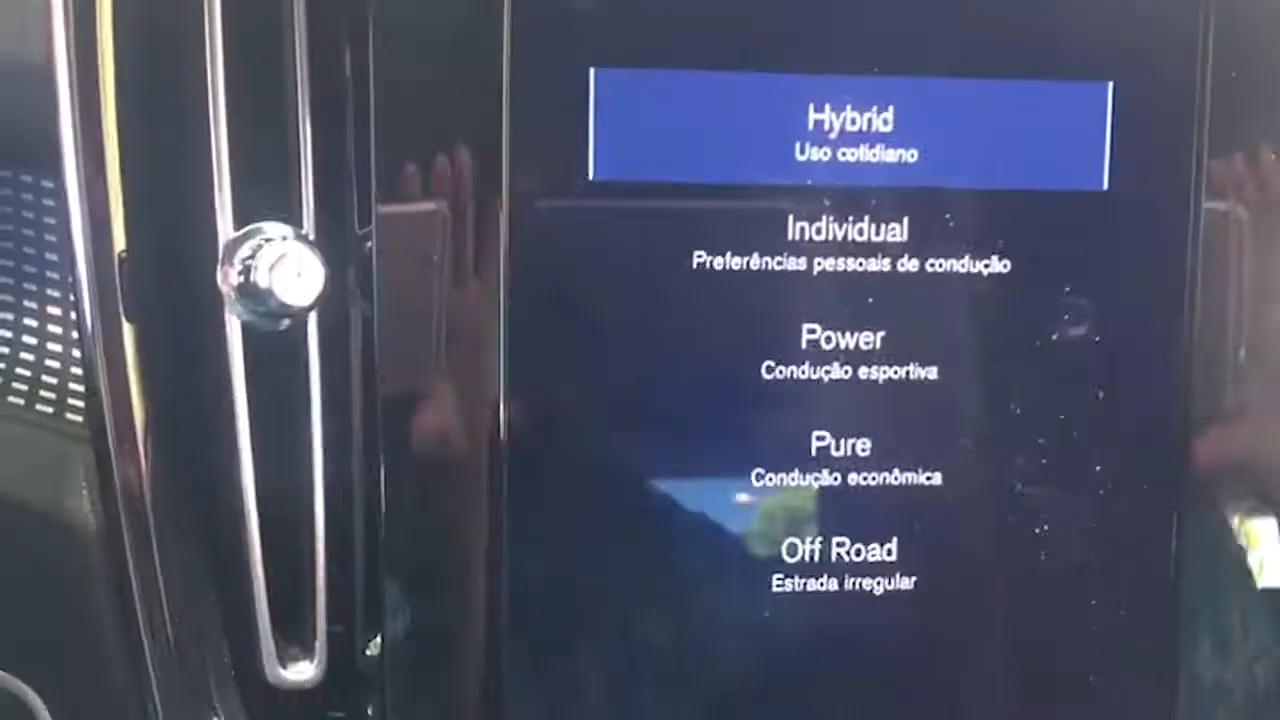 Hybrid
Uso cotidiano
Individual
Preferências pessoais de condução
Power
Condução esportiva
Pure
Condução econômica
Off Road
Estrada irregular